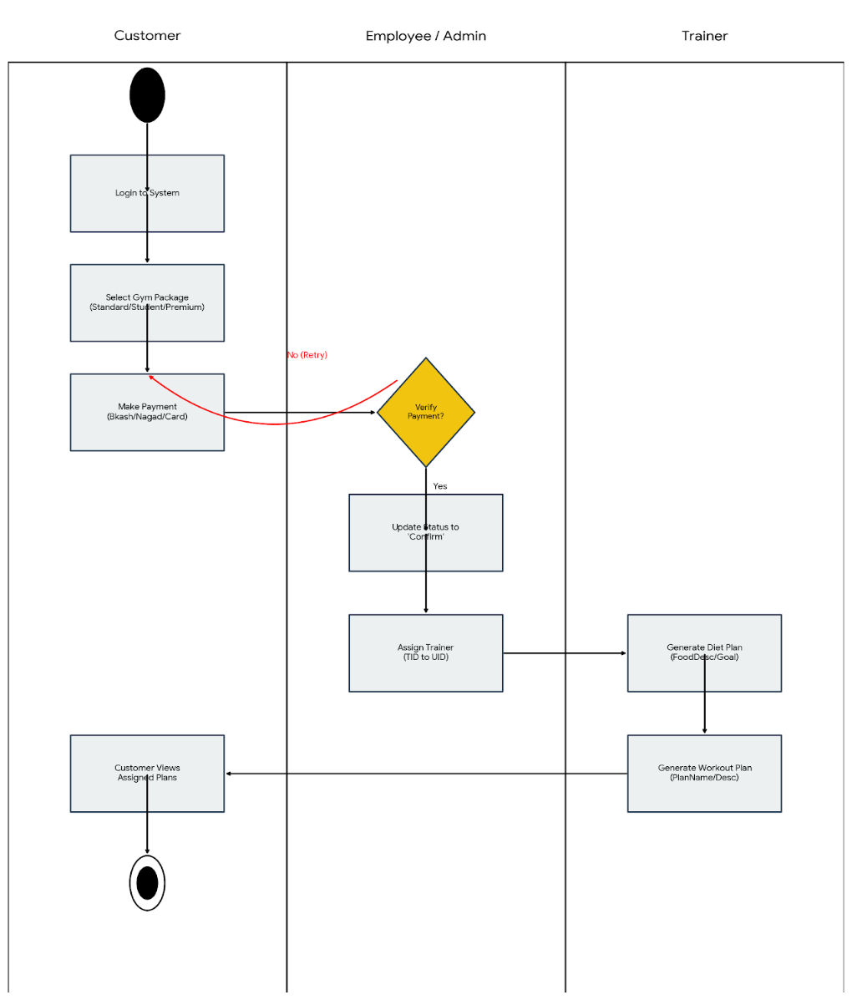 Customer
Employee / Admin
Trainer
Login to System
Select Gym Package
(Standard/Student/Premium)
No (Retry)
Make Payment
(Bkash/Nagad/Card)
Verify
Payment?
Yes
Update Status to
'Confirm'
Assign Trainer
(TID to UID)
Generate Diet Plan
(FoodDesc/Goal)
Customer Views
Assigned Plans
Generate Workout Plan
(PlanName/Desc)